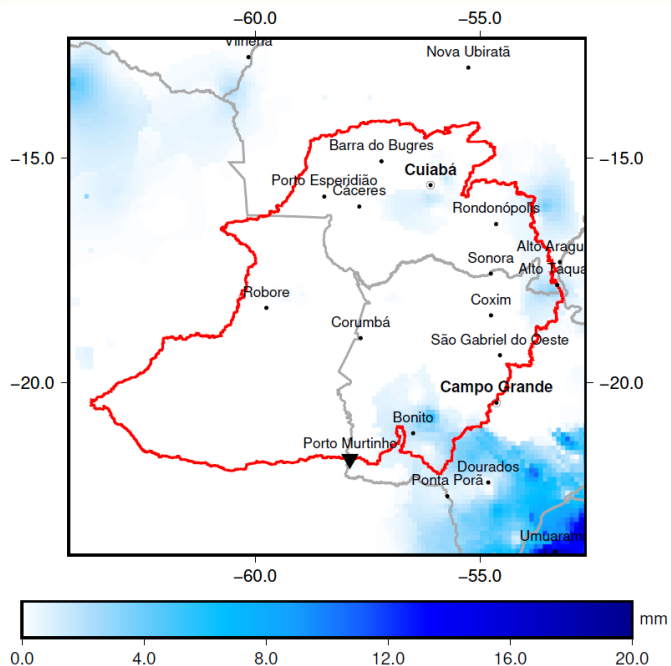 −60.0 −55.0
Vilhena
Nova Ubiratã
−15.0 −15.0
Barra do Bugres
Cuiabá
Porto Esperidião
Cáceres
Rondonópolis
Alto Aragu
Sonora
Alto Taqua
Robore
Coxim
Corumbá
São Gabriel do Oeste
−20.0 −20.0
Campo Grande
Bonito
Porto Murtinho
Dourados
Ponta Porã
Umuaram
−60.0 −55.0
mm
0.0 4.0 8.0 12.0 16.0 20.0